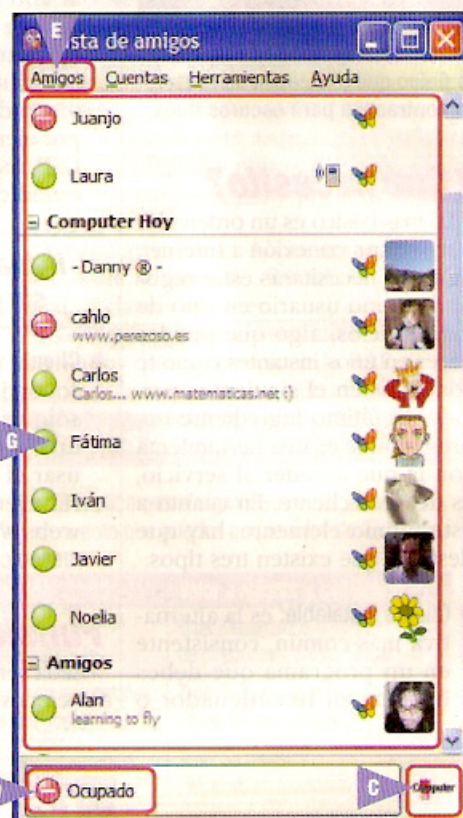 Lista de amigos
E
Amigos Cuentas Herramientas Ayuda
Juanjo
Laura
Computer Hoy
- Danny ® -
cahlo
www.perezoso.es
Carlos
Carlos... www.matematicas.net :)
G
Fátima
Iván
Javier
Noelia
Amigos
Alan
learning to fly
Ocupado
C
Computer